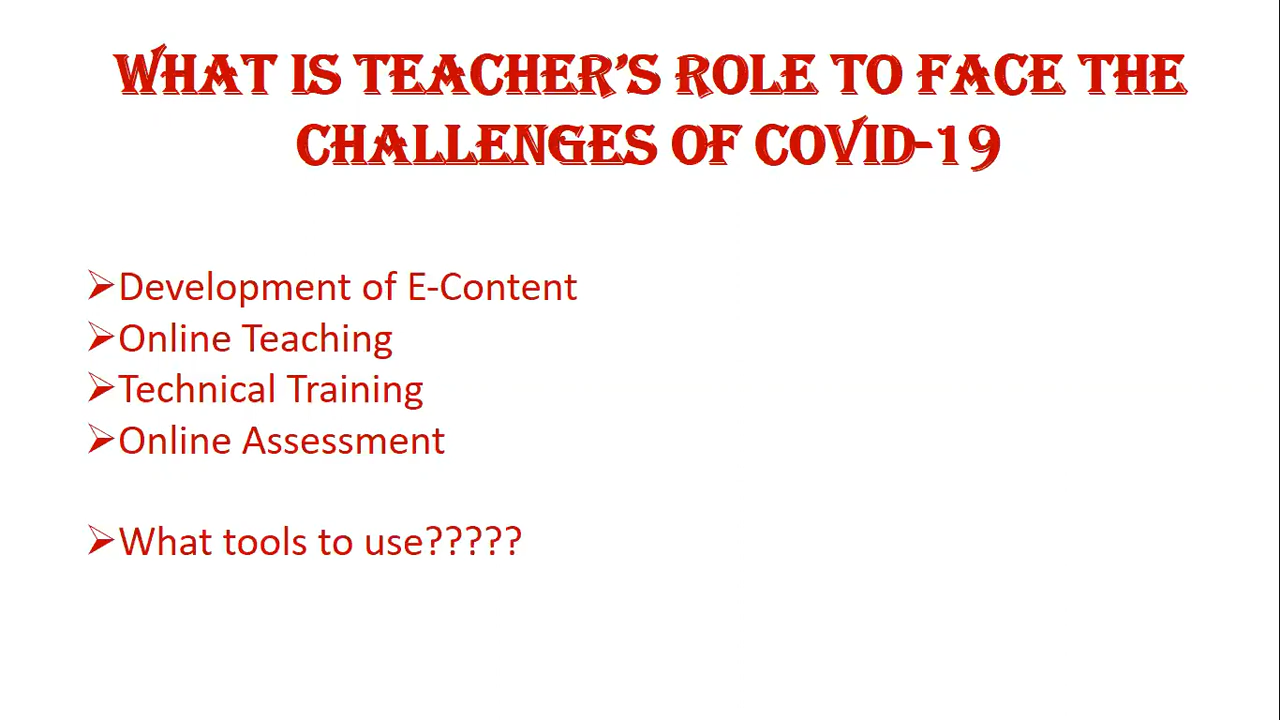 WHAT IS TEACHER'S ROLE TO FACE THE
CHALLENGES OF COVID-19
➢Development of E-Content
➢Online Teaching
➢Technical Training
➢Online Assessment
➢What tools to use?????